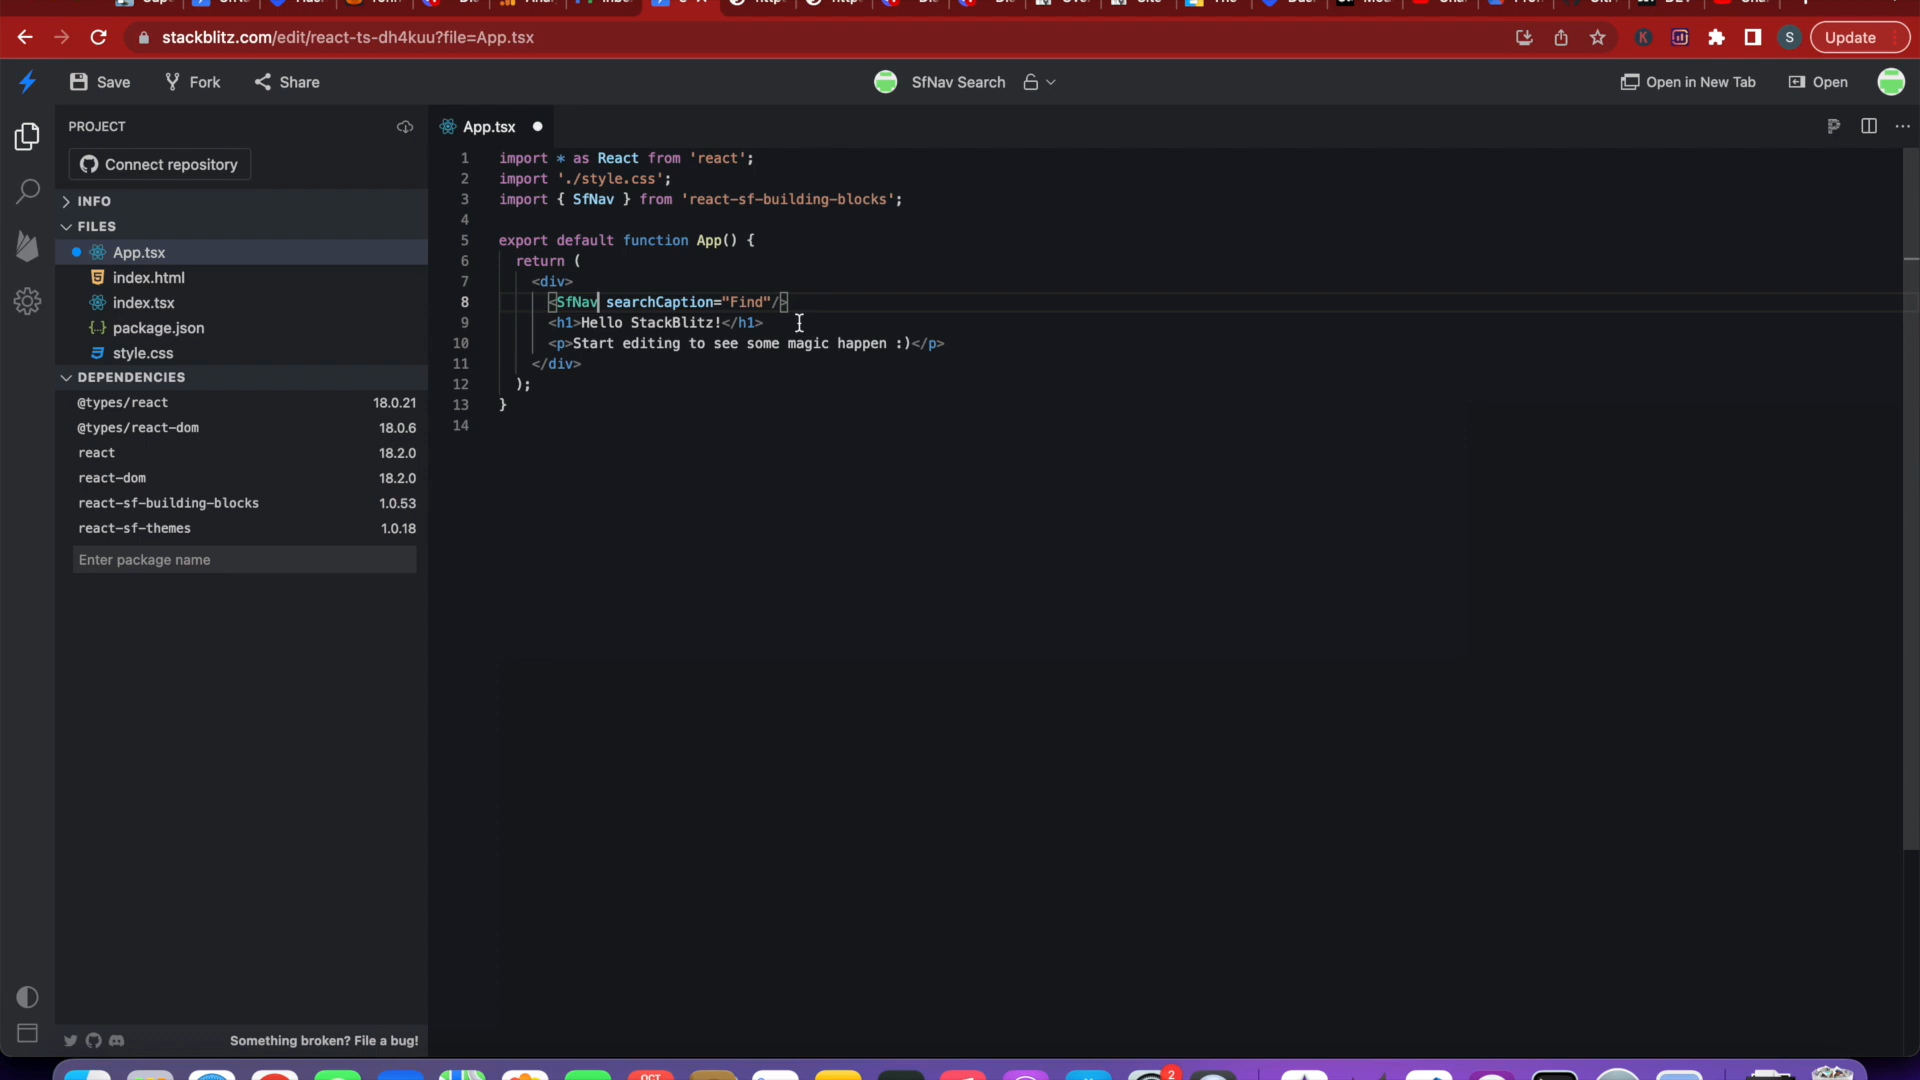 stackblitz.com/edit/react-ts-dh4kuu?file=App.tsx
K
S
Update
Save
Fork
Share
SfNav Search
Open in New Tab
Open
PROJECT
App.tsx
Connect repository
INFO
FILES
App.tsx
index.html
index.tsx
package.json
style.css
DEPENDENCIES
@types/react 18.0.21
@types/react-dom 18.0.6
react 18.2.0
react-dom 18.2.0
react-sf-building-blocks 1.0.53
react-sf-themes 1.0.18
Enter package name
1 import * as React from 'react';
2 import './style.css';
3 import { SfNav } from 'react-sf-building-blocks';
4
5 export default function App() {
6 return (
7 <div>
8 <SfNav searchCaption="Find"/>
9 <h1>Hello StackBlitz!</h1>
10 <p>Start editing to see some magic happen :)</p>
11 </div>
12 );
13 }
14
Something broken? File a bug!
OCT
2